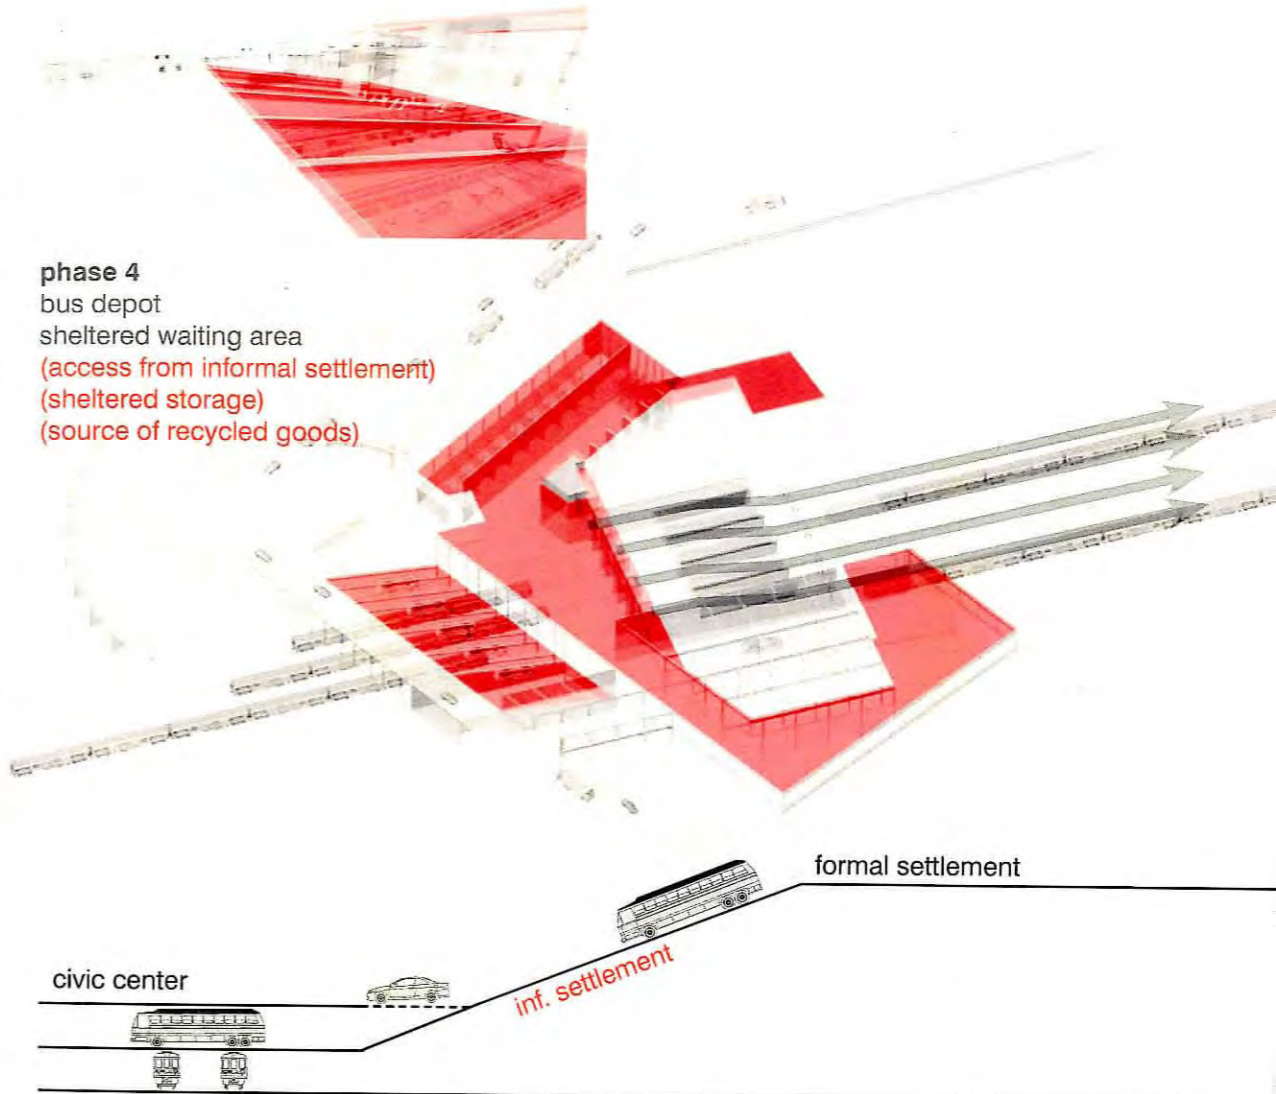 phase 4
bus depot
sheltered waiting area
(access from informal settlement)
(sheltered storage)
(source of recycled goods)
formal settlement
civic center
inf. settlement